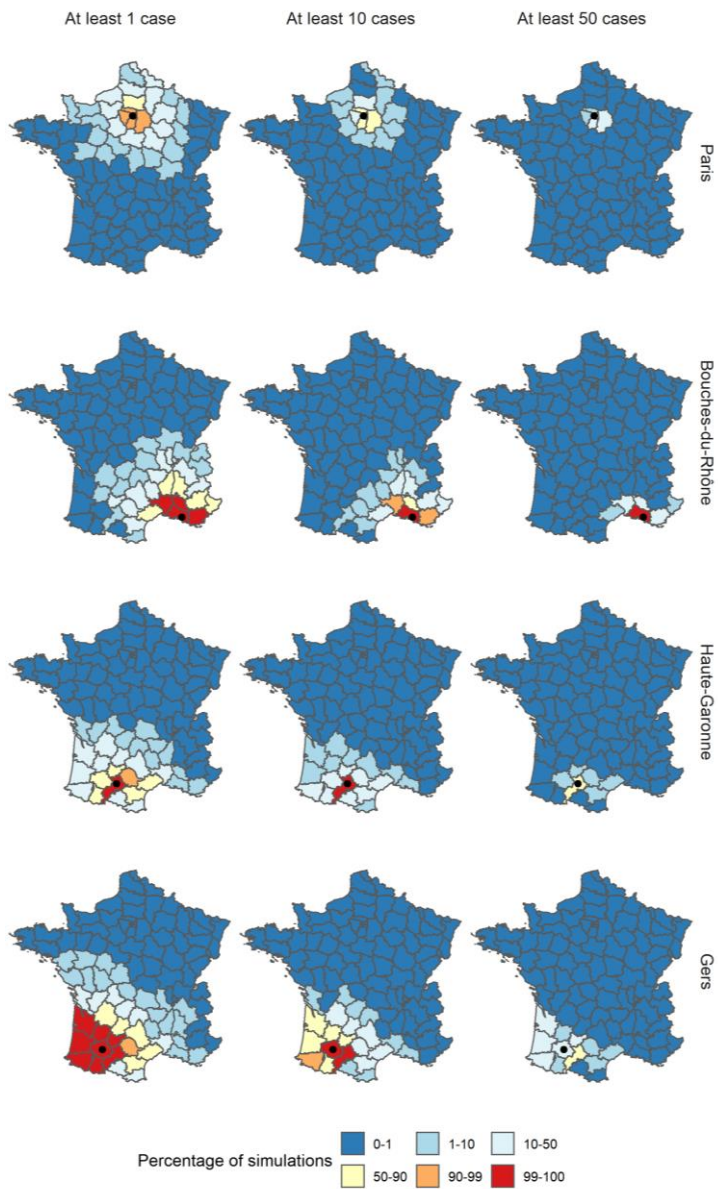 At least 1 case
At least 10 cases
At least 50 cases
Paris
Bouches-du-Rhône
Haute-Garonne
Gers
Percentage of simulations
0-1
1-10
10-50
50-90
90-99
99-100